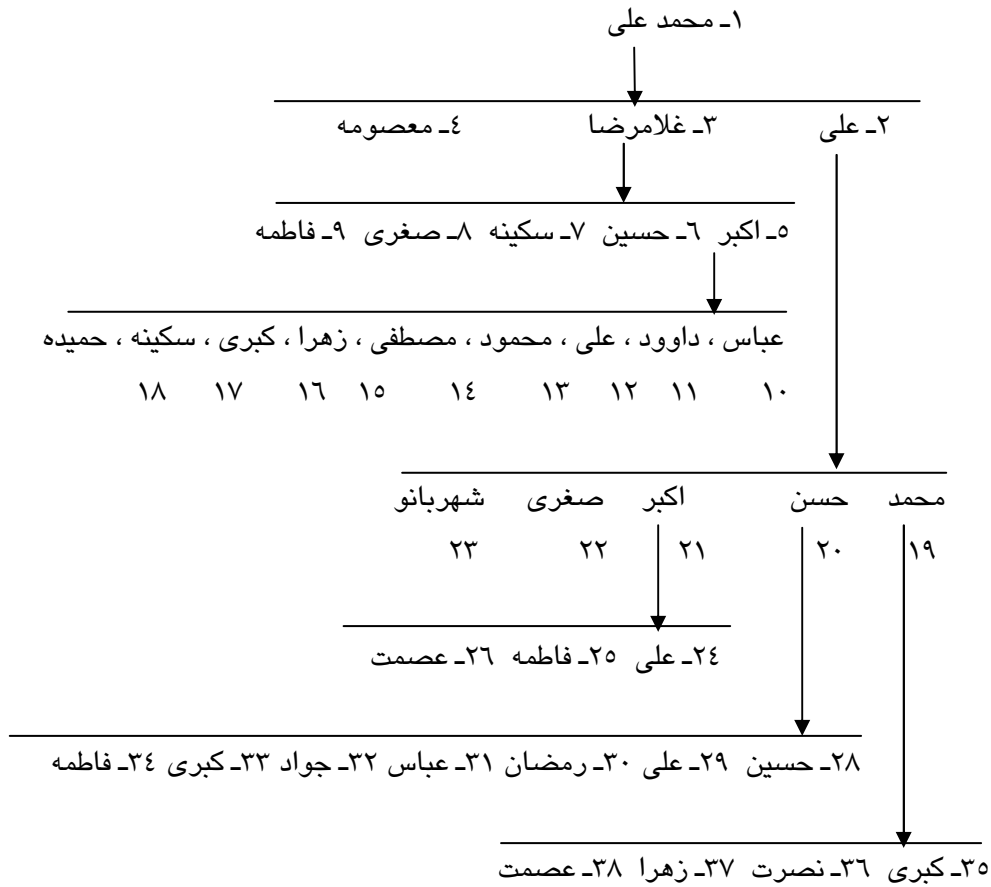 ١ـ محمد علی
٢ـ علی ٣ـ غلامرضا ٤ـ معصومه
٥ـ اکبر ٦ـ حسین ٧ـ سکینه ٨ـ صغری ٩ـ فاطمه
عباس ، داوود ، علی ، محمود ، مصطفی ، زهرا ، کبری ، سکینه ، حمیده
١٠ ١١ ١٢ ١٣ ١٤ ١٥ ١٦ ١٧ ١٨
محمد حسن اکبر صغری شهربانو
١٩ ٢٠ ٢١ ٢٢ ٢٣
٢٤ـ علی ٢٥ـ فاطمه ٢٦ـ عصمت
٢٨ـ حسین ٢٩ـ علی ٣٠ـ رمضان ٣١ـ عباس ٣٢ـ جواد ٣٣ـ کبری ٣٤ـ فاطمه
٣٥ـ کبری ٣٦ـ نصرت ٣٧ـ زهرا ٣٨ـ عصمت